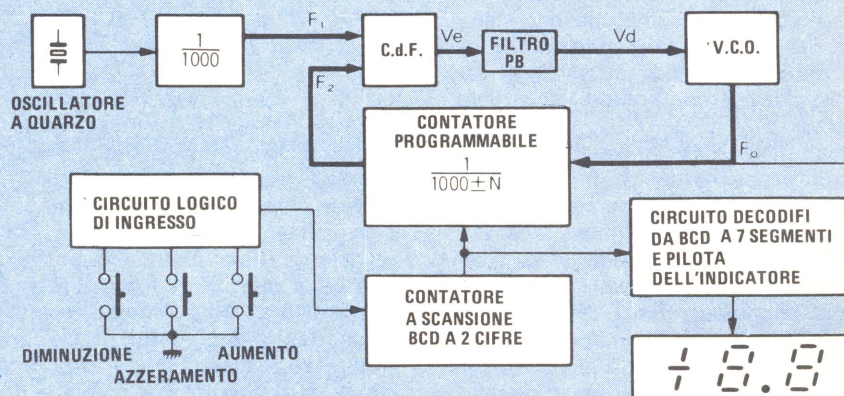 OSCILLATORE
A QUARZO
1
1000
F₁
F₂
C.d.F.
Ve
FILTRO
PB
Vd
V.C.O.
F₀
CONTATORE
PROGRAMMABILE
1
1000±N
CIRCUITO LOGICO
DI INGRESSO
DIMINUZIONE
AZZERAMENTO
AUMENTO
CONTATORE
A SCANSIONE
BCD A 2 CIFRE
CIRCUITO DECODIFI
DA BCD A 7 SEGMENTI
E PILOTA
DELL'INDICATORE
+8.8